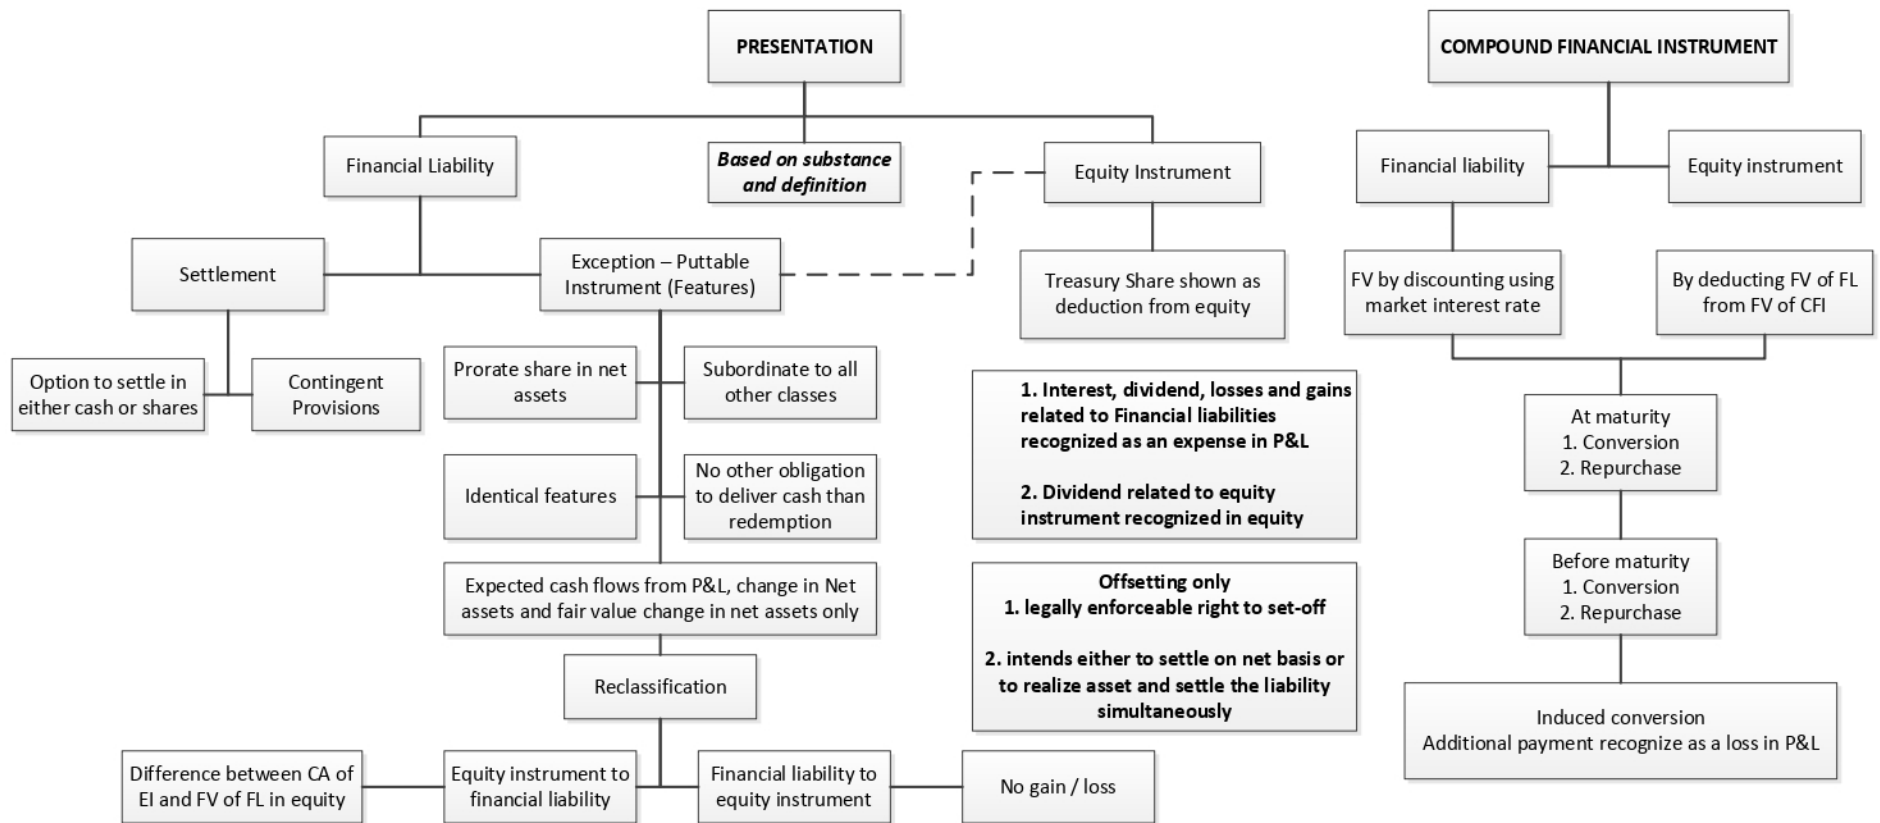 PRESENTATION
COMPOUND FINANCIAL INSTRUMENT
Financial Liability
Based on substance
and definition
Equity Instrument
Financial liability
Equity instrument
Settlement
Exception – Puttable
Instrument (Features)
Treasury Share shown as
deduction from equity
FV by discounting using
market interest rate
By deducting FV of FL
from FV of CFI
Option to settle in
either cash or shares
Contingent
Provisions
Prorate share in net
assets
Subordinate to all
other classes
Identical features
No other obligation
to deliver cash than
redemption
Expected cash flows from P&L, change in Net
assets and fair value change in net assets only
Reclassification
Difference between CA of
EI and FV of FL in equity
Equity instrument to
financial liability
Financial liability to
equity instrument
No gain / loss
1. Interest, dividend, losses and gains
related to Financial liabilities
recognized as an expense in P&L
2. Dividend related to equity
instrument recognized in equity
Offsetting only
1. legally enforceable right to set-off
2. intends either to settle on net basis or
to realize asset and settle the liability
simultaneously
At maturity
1. Conversion
2. Repurchase
Before maturity
1. Conversion
2. Repurchase
Induced conversion
Additional payment recognize as a loss in P&L